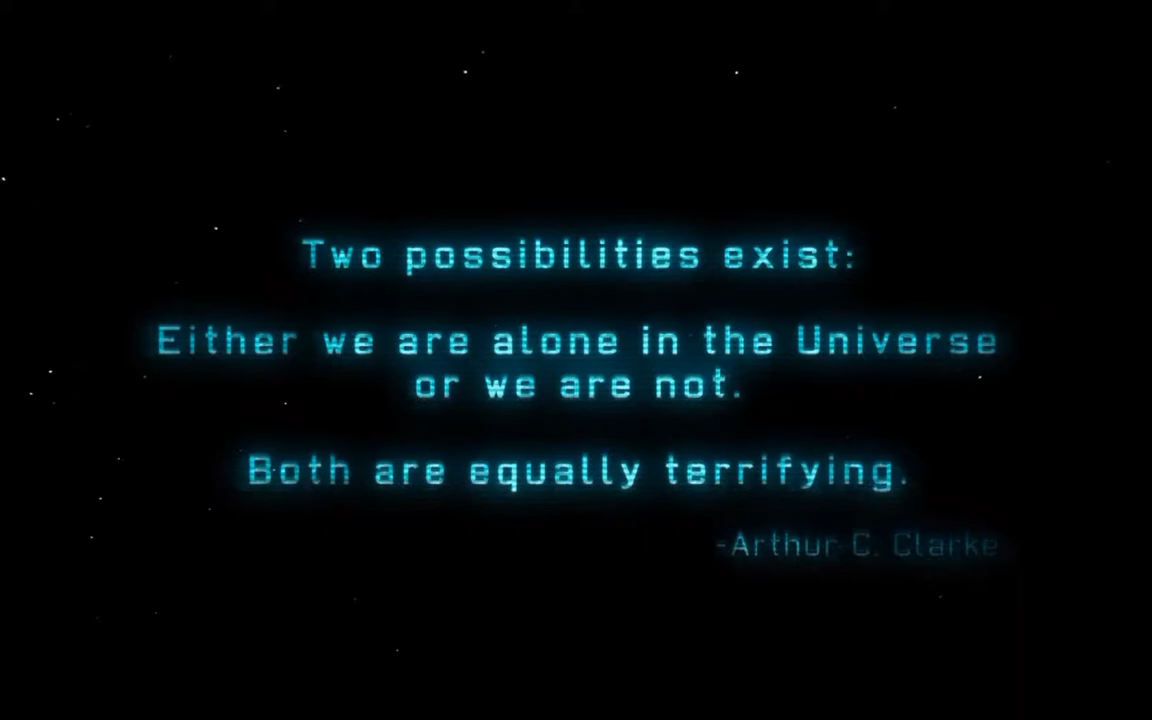 Two possibilities exist:
Either we are alone in the Universe
or we are not.
Both are equally terrifying.
-Arthur C. Clarke